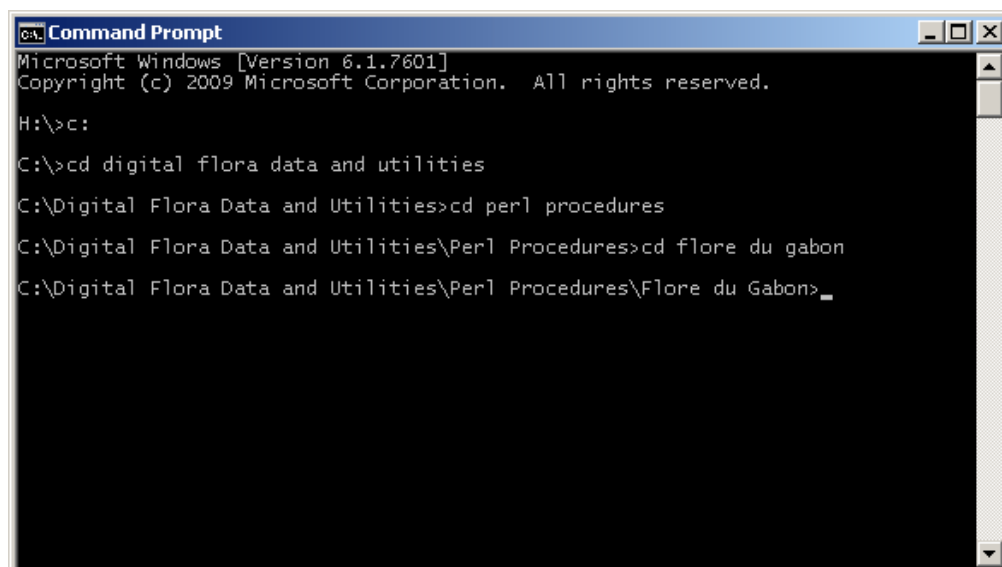 Command Prompt
Microsoft Windows [Version 6.1.7601]
Copyright (c) 2009 Microsoft Corporation.  All rights reserved.
H:\>c:
C:\>cd digital flora data and utilities
C:\Digital Flora Data and Utilities>cd perl procedures
C:\Digital Flora Data and Utilities\Perl Procedures>cd flore du gabon
C:\Digital Flora Data and Utilities\Perl Procedures\Flore du Gabon>_